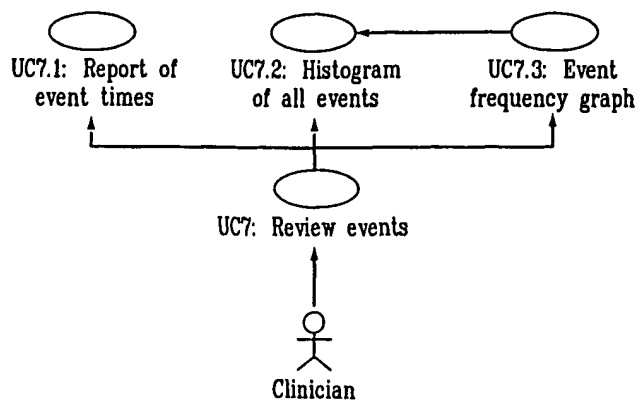 UC7.1: Report of
event times
UC7.2: Histogram
of all events
UC7.3: Event
frequency graph
UC7: Review events
Clinician